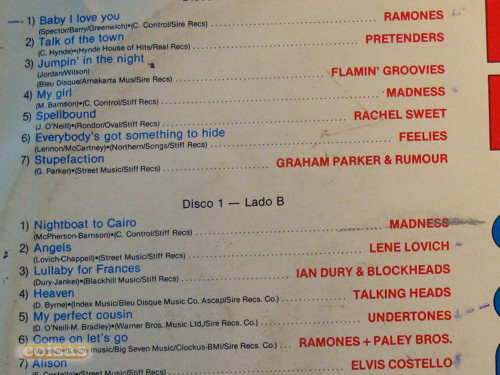 1) Baby I love you RAMONES
(Spector/Barry/Greenwich)•(C. Control/Sire Recs)
2) Talk of the town PRETENDERS
(C. Hynde)•(Hynde House of Hits/Real Recs)
3) Jumpin' in the night
(Jordan/Wilson)
(Bleu Disque/Arnakarta Mus/Sire Recs) FLAMIN' GROOVIES
4) My girl MADNESS
(M. Barnson)•(C. Control/Stiff Recs)
5) Spellbound RACHEL SWEET
(J. O'Neill)•(Rondor/Oval/Stiff Recs)
6) Everybody's got something to hide FEELIES
(Lennon/McCartney)•(Northern/Songs/Stiff Recs)
7) Stupefaction GRAHAM PARKER & RUMOUR
(G. Parker)•(Street Music/Stiff Recs)
Disco 1 — Lado B
1) Nightboat to Cairo MADNESS
(McPherson-Barnson)•(C. Control/Stiff Recs)
2) Angels LENE LOVICH
(Lovich-Chappell)•(Street Music/Stiff Recs)
3) Lullaby for Frances IAN DURY & BLOCKHEADS
(Dury-Jankel)•(Blackhill Music/Stiff Recs)
4) Heaven TALKING HEADS
(D. Byrne)•(Index Music/Bleu Disque Music Co. Ascap/Sire Recs. Co.)
5) My perfect cousin UNDERTONES
(D. O'Neill-M. Bradley)•(Warner Bros. Music Ltd./Sire Recs. Co.)
6) Come on let's go RAMONES + PALEY BROS.
music/Big Seven Music/Clockus-BMI/Sire Recs. Co.)
7) Alison ELVIS COSTELLO
(E. Costello)•(Street Music/Stiff Recs)